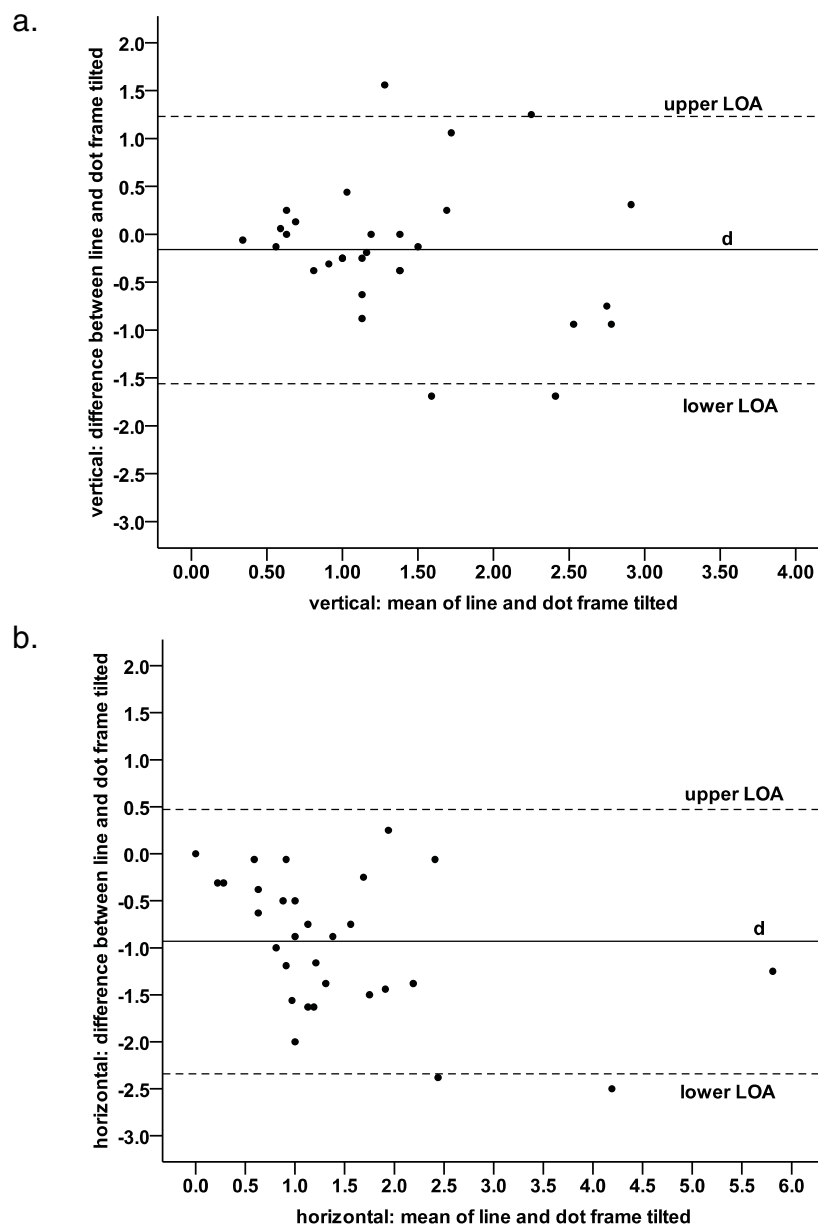 a.
vertical: difference between line and dot frame tilted
2.0
1.5
1.0
0.5
0.0
-0.5
-1.0
-1.5
-2.0
-2.5
-3.0
upper LOA
d
lower LOA
0.00 0.50 1.00 1.50 2.00 2.50 3.00 3.50 4.00
vertical: mean of line and dot frame tilted
b.
horizontal: difference between line and dot frame tilted
2.0
1.5
1.0
0.5
0.0
-0.5
-1.0
-1.5
-2.0
-2.5
-3.0
upper LOA
d
lower LOA
0.0 0.5 1.0 1.5 2.0 2.5 3.0 3.5 4.0 4.5 5.0 5.5 6.0
horizontal: mean of line and dot frame tilted